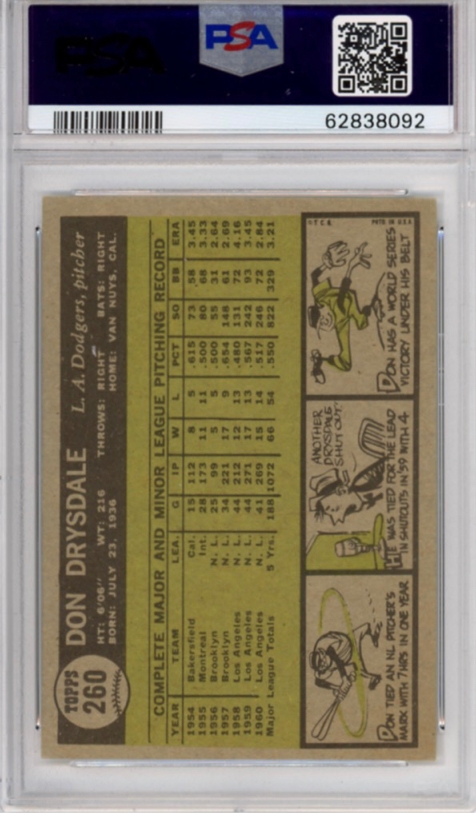 PSA
PSA
62838092
TOPPS
260
DON DRYSDALE L. A. Dodgers, pitcher
HT: 6'06" WT: 216 THROWS: RIGHT BATS: RIGHT
BORN: JULY 23, 1936 HOME: VAN NUYS, CAL.
COMPLETE MAJOR AND MINOR LEAGUE PITCHING RECORD
YEAR TEAM LEA. G IP W L PCT SO BB ERA
1954 Bakersfield Cal. 15 112 8 5 .615 73 58 3.45
1955 Montreal Int. 28 173 11 11 .500 80 68 3.33
1956 Brooklyn N. L. 25 99 5 5 .500 55 31 2.64
1957 Brooklyn N. L. 34 221 17 9 .654 148 61 2.69
1958 Los Angeles N. L. 44 212 12 13 .480 131 72 4.16
1959 Los Angeles N. L. 44 271 17 13 .567 242 93 3.45
1960 Los Angeles N. L. 41 269 15 14 .517 246 72 2.84
Major League Totals 5 Yrs. 188 1072 66 54 .550 822 329 3.21
DON TIED AN NL PITCHER'S
MARK WITH 7 HRS IN ONE YEAR
ANOTHER
DRYSDALE
SHUT OUT!
HE WAS TIED FOR THE LEAD
IN SHUTOUTS IN '59 WITH 4
© T. C. G. PRTD. IN U.S.A.
DON HAS A WORLD SERIES
VICTORY UNDER HIS BELT